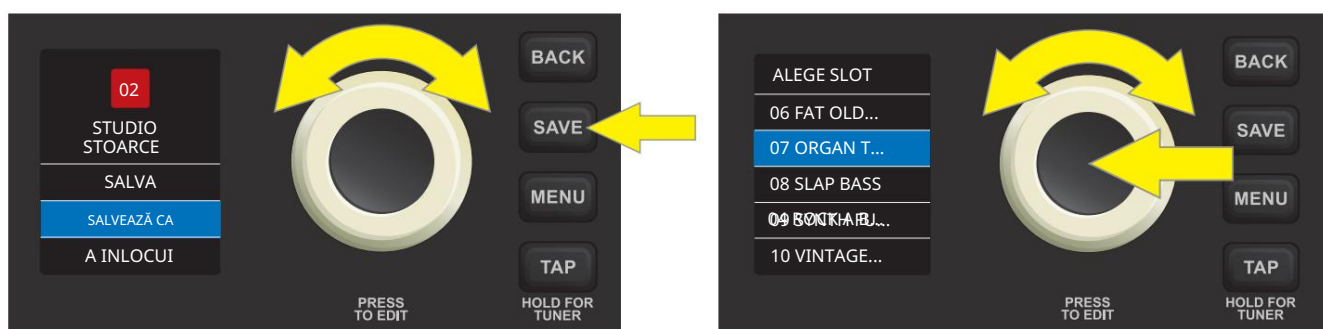 02
STUDIO
STOARCE
SALVA
SALVEAZĂ CA
A INLOCUI
BACK
SAVE
MENU
TAP
PRESS
TO EDIT
HOLD FOR
TUNER
ALEGE SLOT
06 FAT OLD...
07 ORGAN T...
08 SLAP BASS
10 VINTAGE...
BACK
SAVE
MENU
TAP
PRESS
TO EDIT
HOLD FOR
TUNER